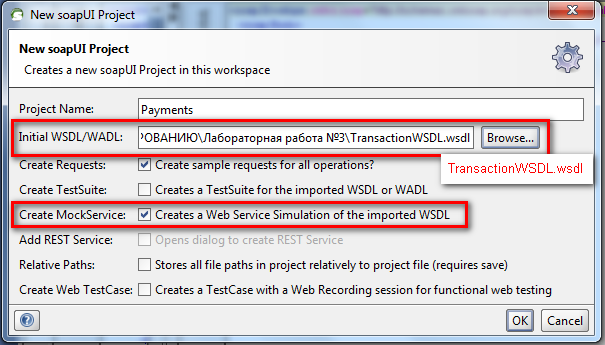 New soapUI Project
New soapUI Project
Creates a new soapUI Project in this workspace
Project Name: Payments
Initial WSDL/WADL: РОВАНИЮ\Лабораторная работа №3\TransactionWSDL.wsdl Browse...
TransactionWSDL.wsdl
Create Requests: Create sample requests for all operations?
Create TestSuite: Creates a TestSuite for the imported WSDL or WADL
Create MockService: Creates a Web Service Simulation of the imported WSDL
Add REST Service: Opens dialog to create REST Service
Relative Paths: Stores all file paths in project relatively to project file (requires save)
Create Web TestCase: Creates a TestCase with a Web Recording session for functional web testing
OK Cancel